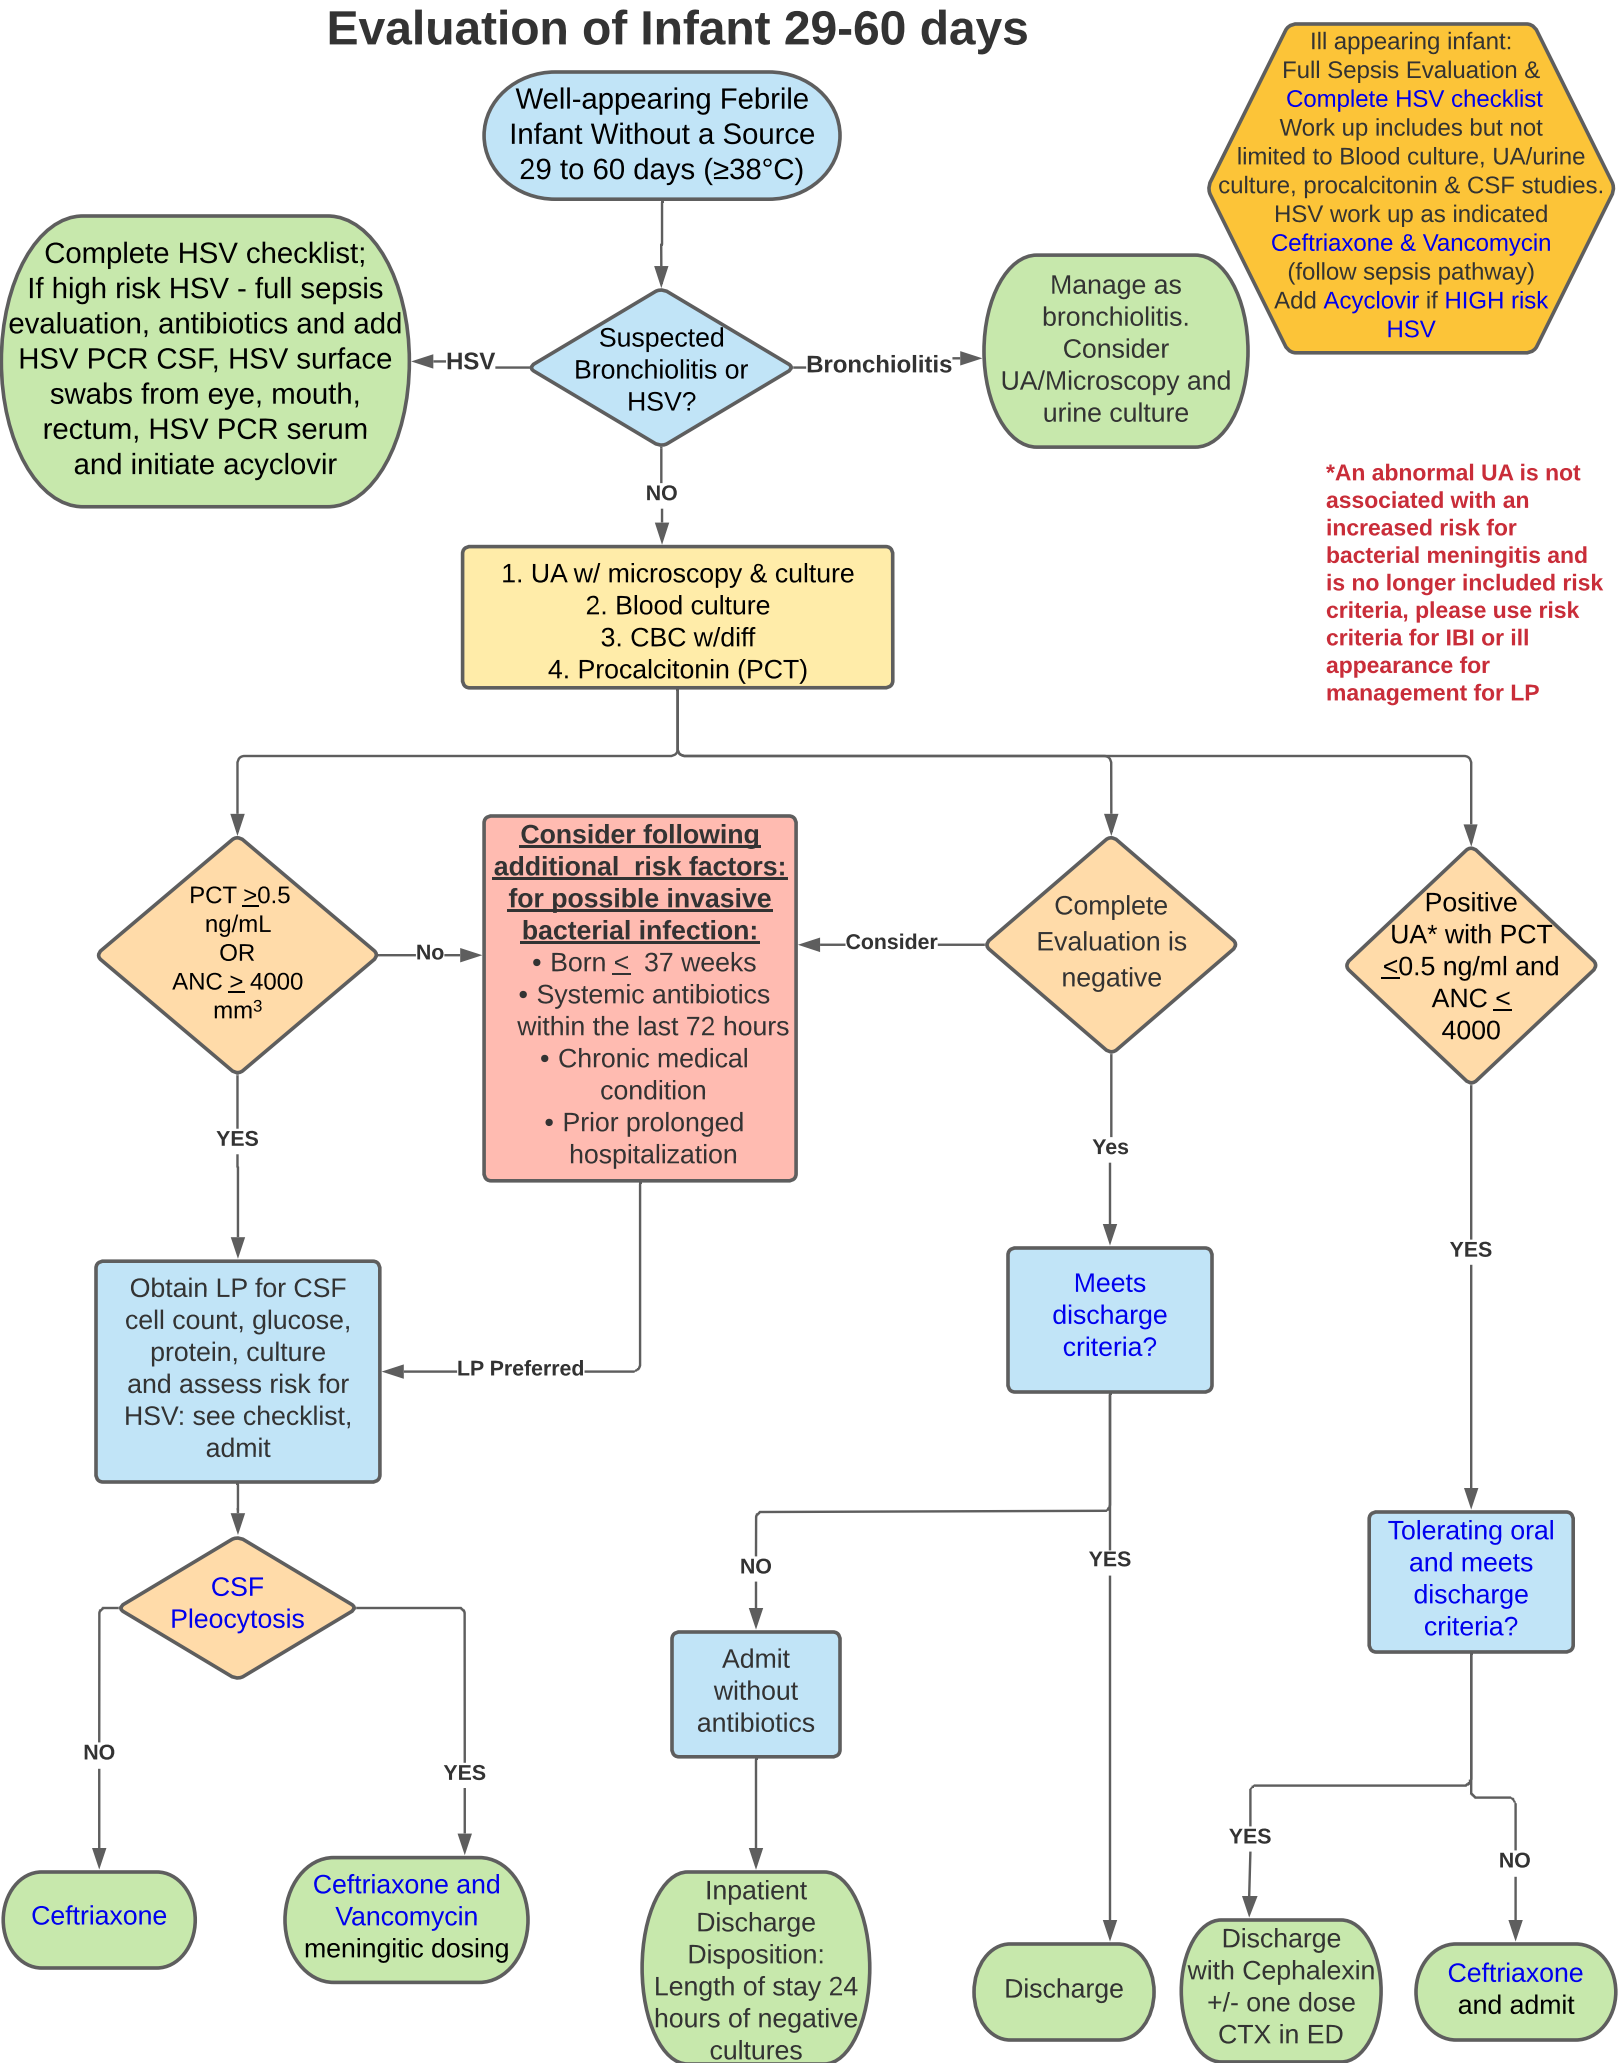 Evaluation of Infant 29-60 days
Well-appearing Febrile
Infant Without a Source
29 to 60 days (≥38°C)
Ill appearing infant:
Full Sepsis Evaluation &
Complete HSV checklist
Work up includes but not
limited to Blood culture, UA/urine
culture, procalcitonin & CSF studies.
HSV work up as indicated
Ceftriaxone & Vancomycin
(follow sepsis pathway)
Add Acyclovir if HIGH risk
HSV
Complete HSV checklist;
If high risk HSV - full sepsis
evaluation, antibiotics and add
HSV PCR CSF, HSV surface
swabs from eye, mouth,
rectum, HSV PCR serum
and initiate acyclovir
HSV
Suspected
Bronchiolitis or
HSV?
Bronchiolitis
Manage as
bronchiolitis.
Consider
UA/Microscopy and
urine culture
NO
*An abnormal UA is not
associated with an
increased risk for
bacterial meningitis and
is no longer included risk
criteria, please use risk
criteria for IBI or ill
appearance for
management for LP
1. UA w/ microscopy & culture
2. Blood culture
3. CBC w/diff
4. Procalcitonin (PCT)
PCT >0.5
ng/mL
OR
ANC > 4000
mm³
No
Consider following
additional risk factors:
for possible invasive
bacterial infection:
• Born < 37 weeks
• Systemic antibiotics
within the last 72 hours
• Chronic medical
condition
• Prior prolonged
hospitalization
Consider
Complete
Evaluation is
negative
Positive
UA* with PCT
<0.5 ng/ml and
ANC <
4000
YES
Yes
YES
Obtain LP for CSF
cell count, glucose,
protein, culture
and assess risk for
HSV: see checklist,
admit
LP Preferred
Meets
discharge
criteria?
CSF
Pleocytosis
NO
YES
NO
YES
Tolerating oral
and meets
discharge
criteria?
Admit
without
antibiotics
YES
NO
Ceftriaxone
Ceftriaxone and
Vancomycin
meningitic dosing
Inpatient
Discharge
Disposition:
Length of stay 24
hours of negative
cultures
Discharge
Discharge
with Cephalexin
+/- one dose
CTX in ED
Ceftriaxone
and admit